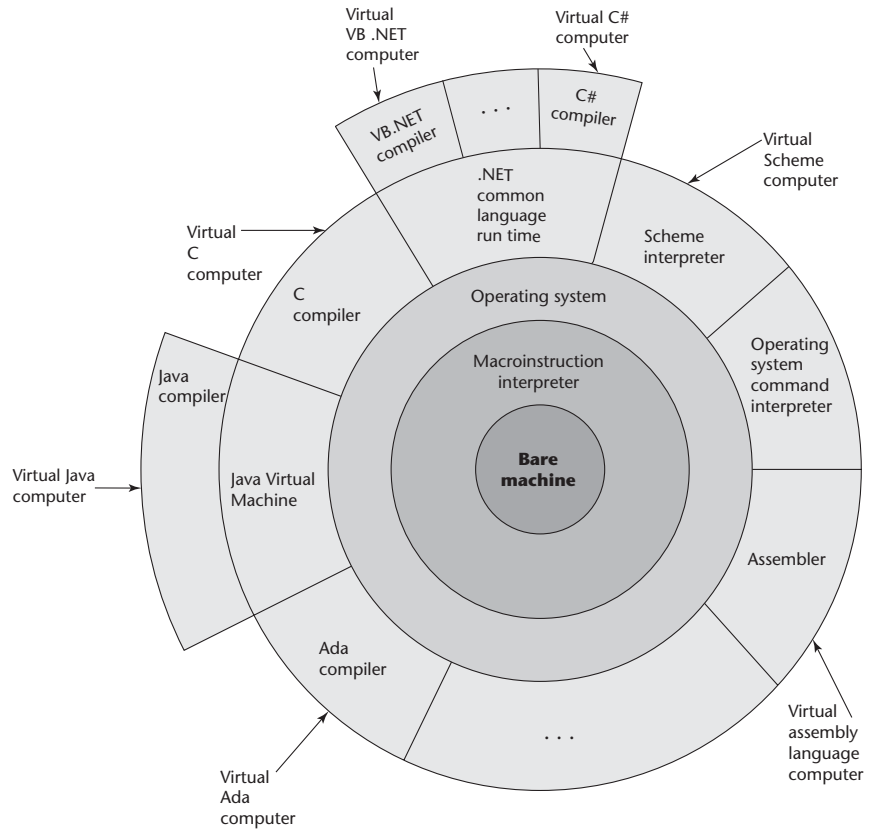 Virtual
VB .NET
computer
Virtual C#
computer
VB.NET
compiler
. . .
C#
compiler
Virtual
Scheme
computer
.NET
common
language
run time
Virtual
C
computer
Scheme
interpreter
C
compiler
Operating system
Macroinstruction
interpreter
Operating
system
command
interpreter
Java
compiler
Bare
machine
Virtual Java
computer
Java Virtual
Machine
Assembler
Ada
compiler
. . .
Virtual
assembly
language
computer
Virtual
Ada
computer